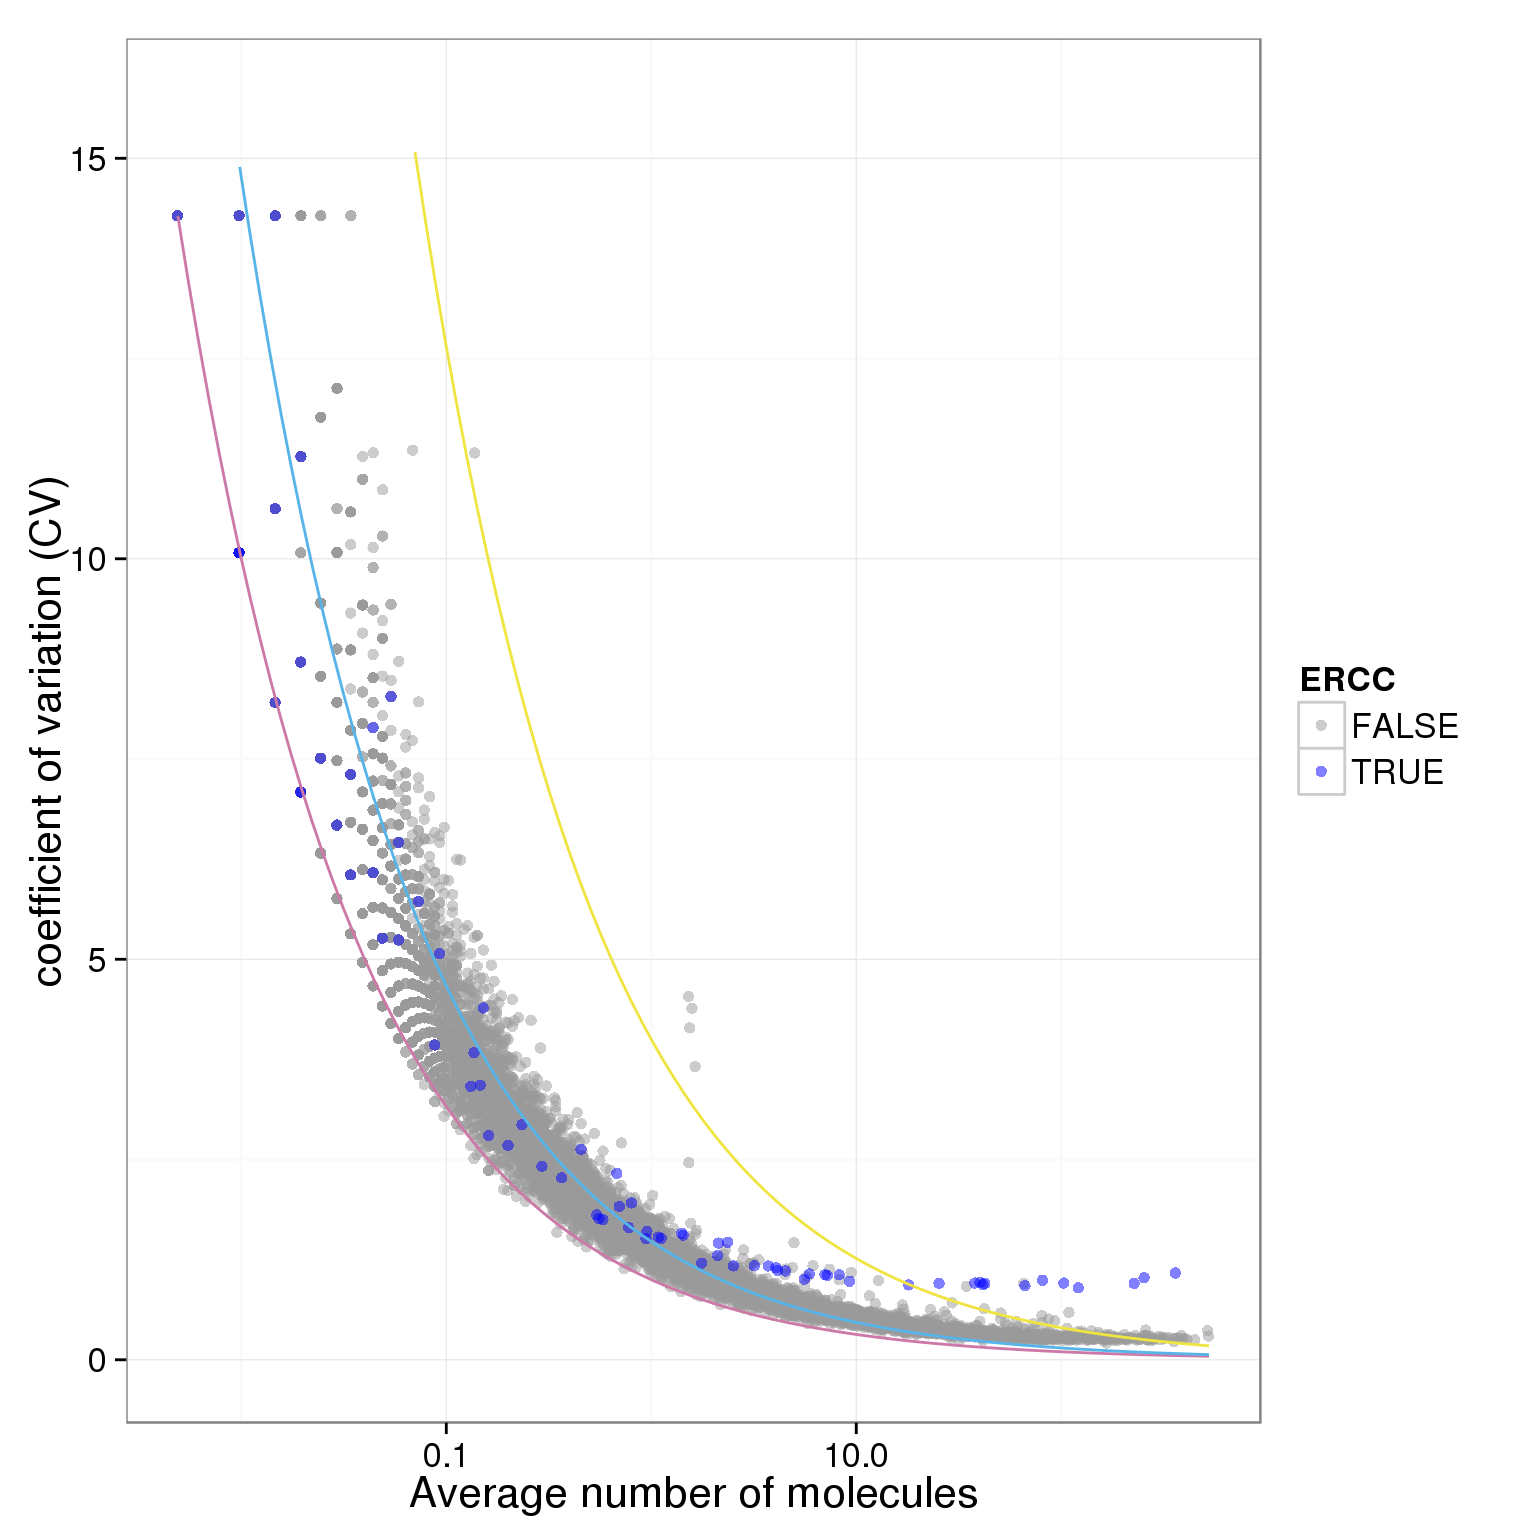 15
10
5
0
coefficient of variation (CV)
0.1
10.0
Average number of molecules
ERCC
FALSE
TRUE